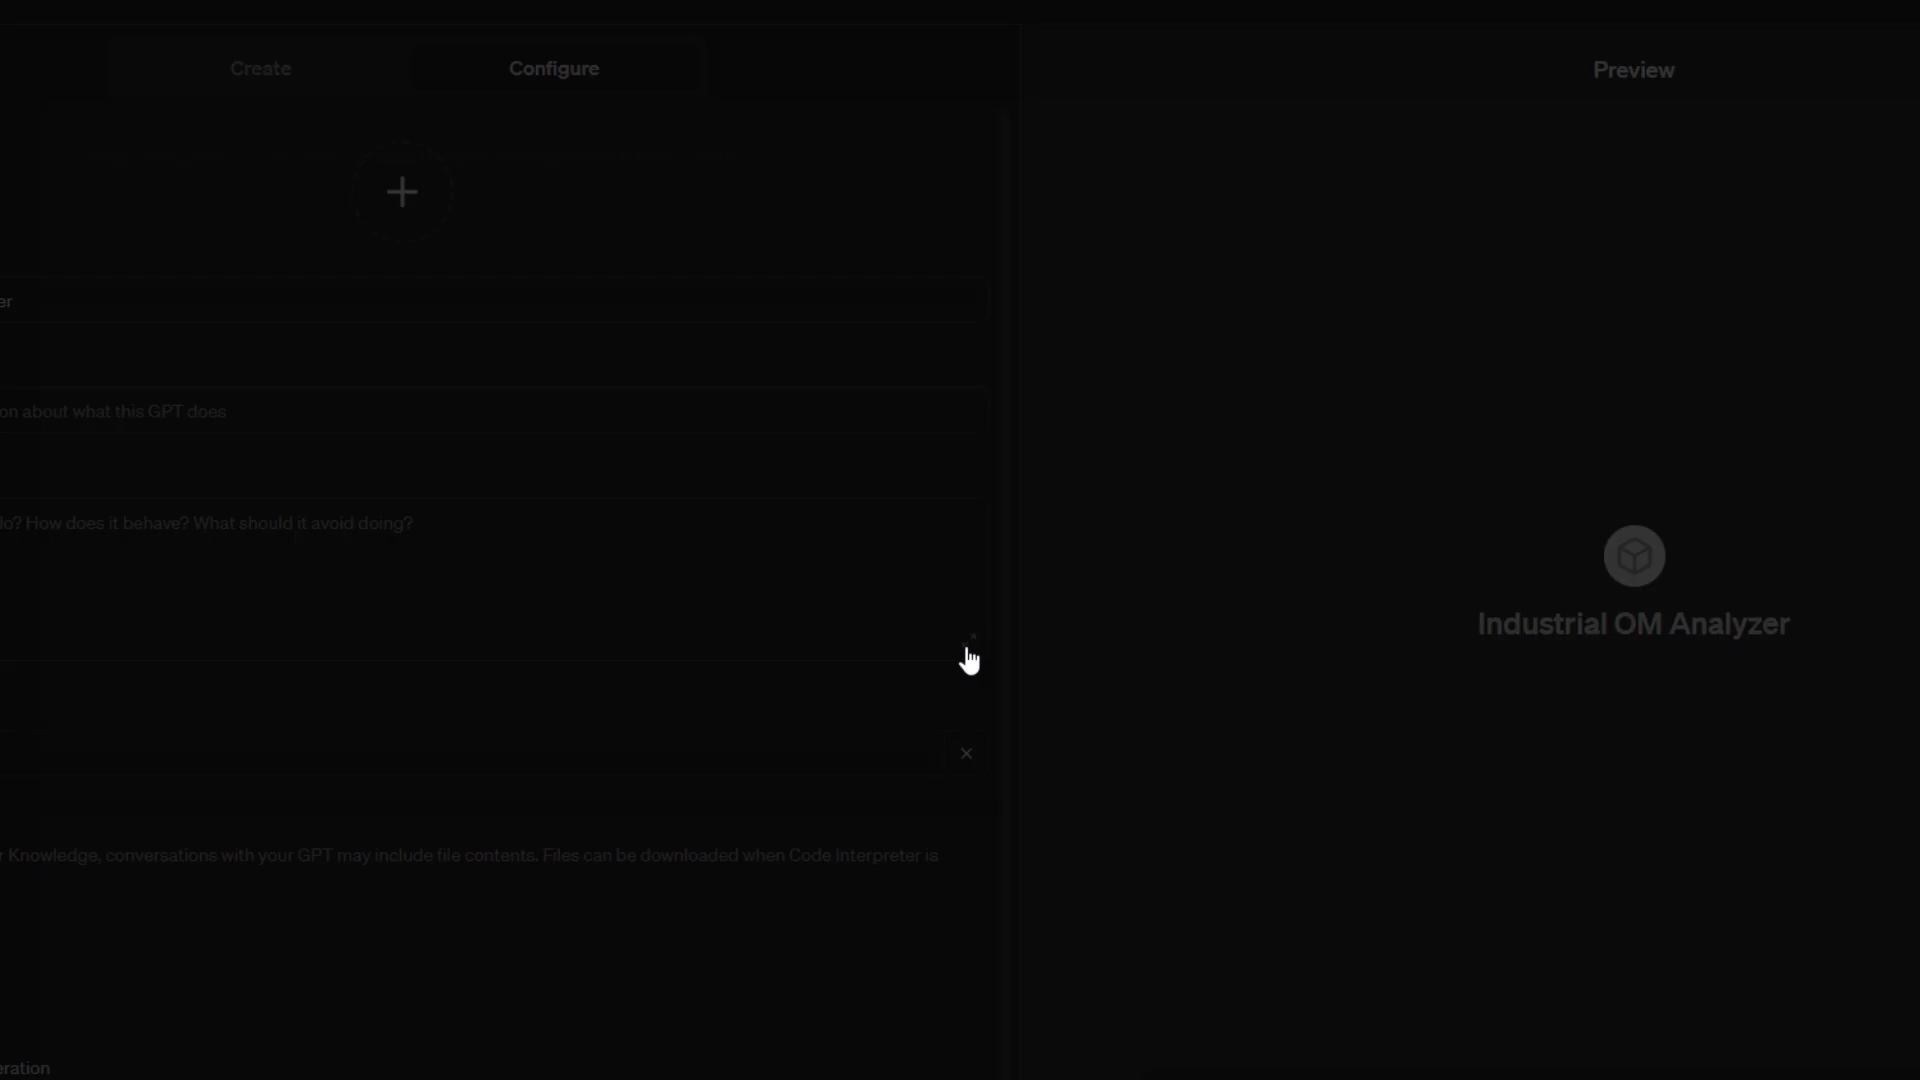 Create
Configure
Preview
er
on about what this GPT does
lo? How does it behave? What should it avoid doing?
Industrial OM Analyzer
r Knowledge, conversations with your GPT may include file contents. Files can be downloaded when Code Interpreter is
eration